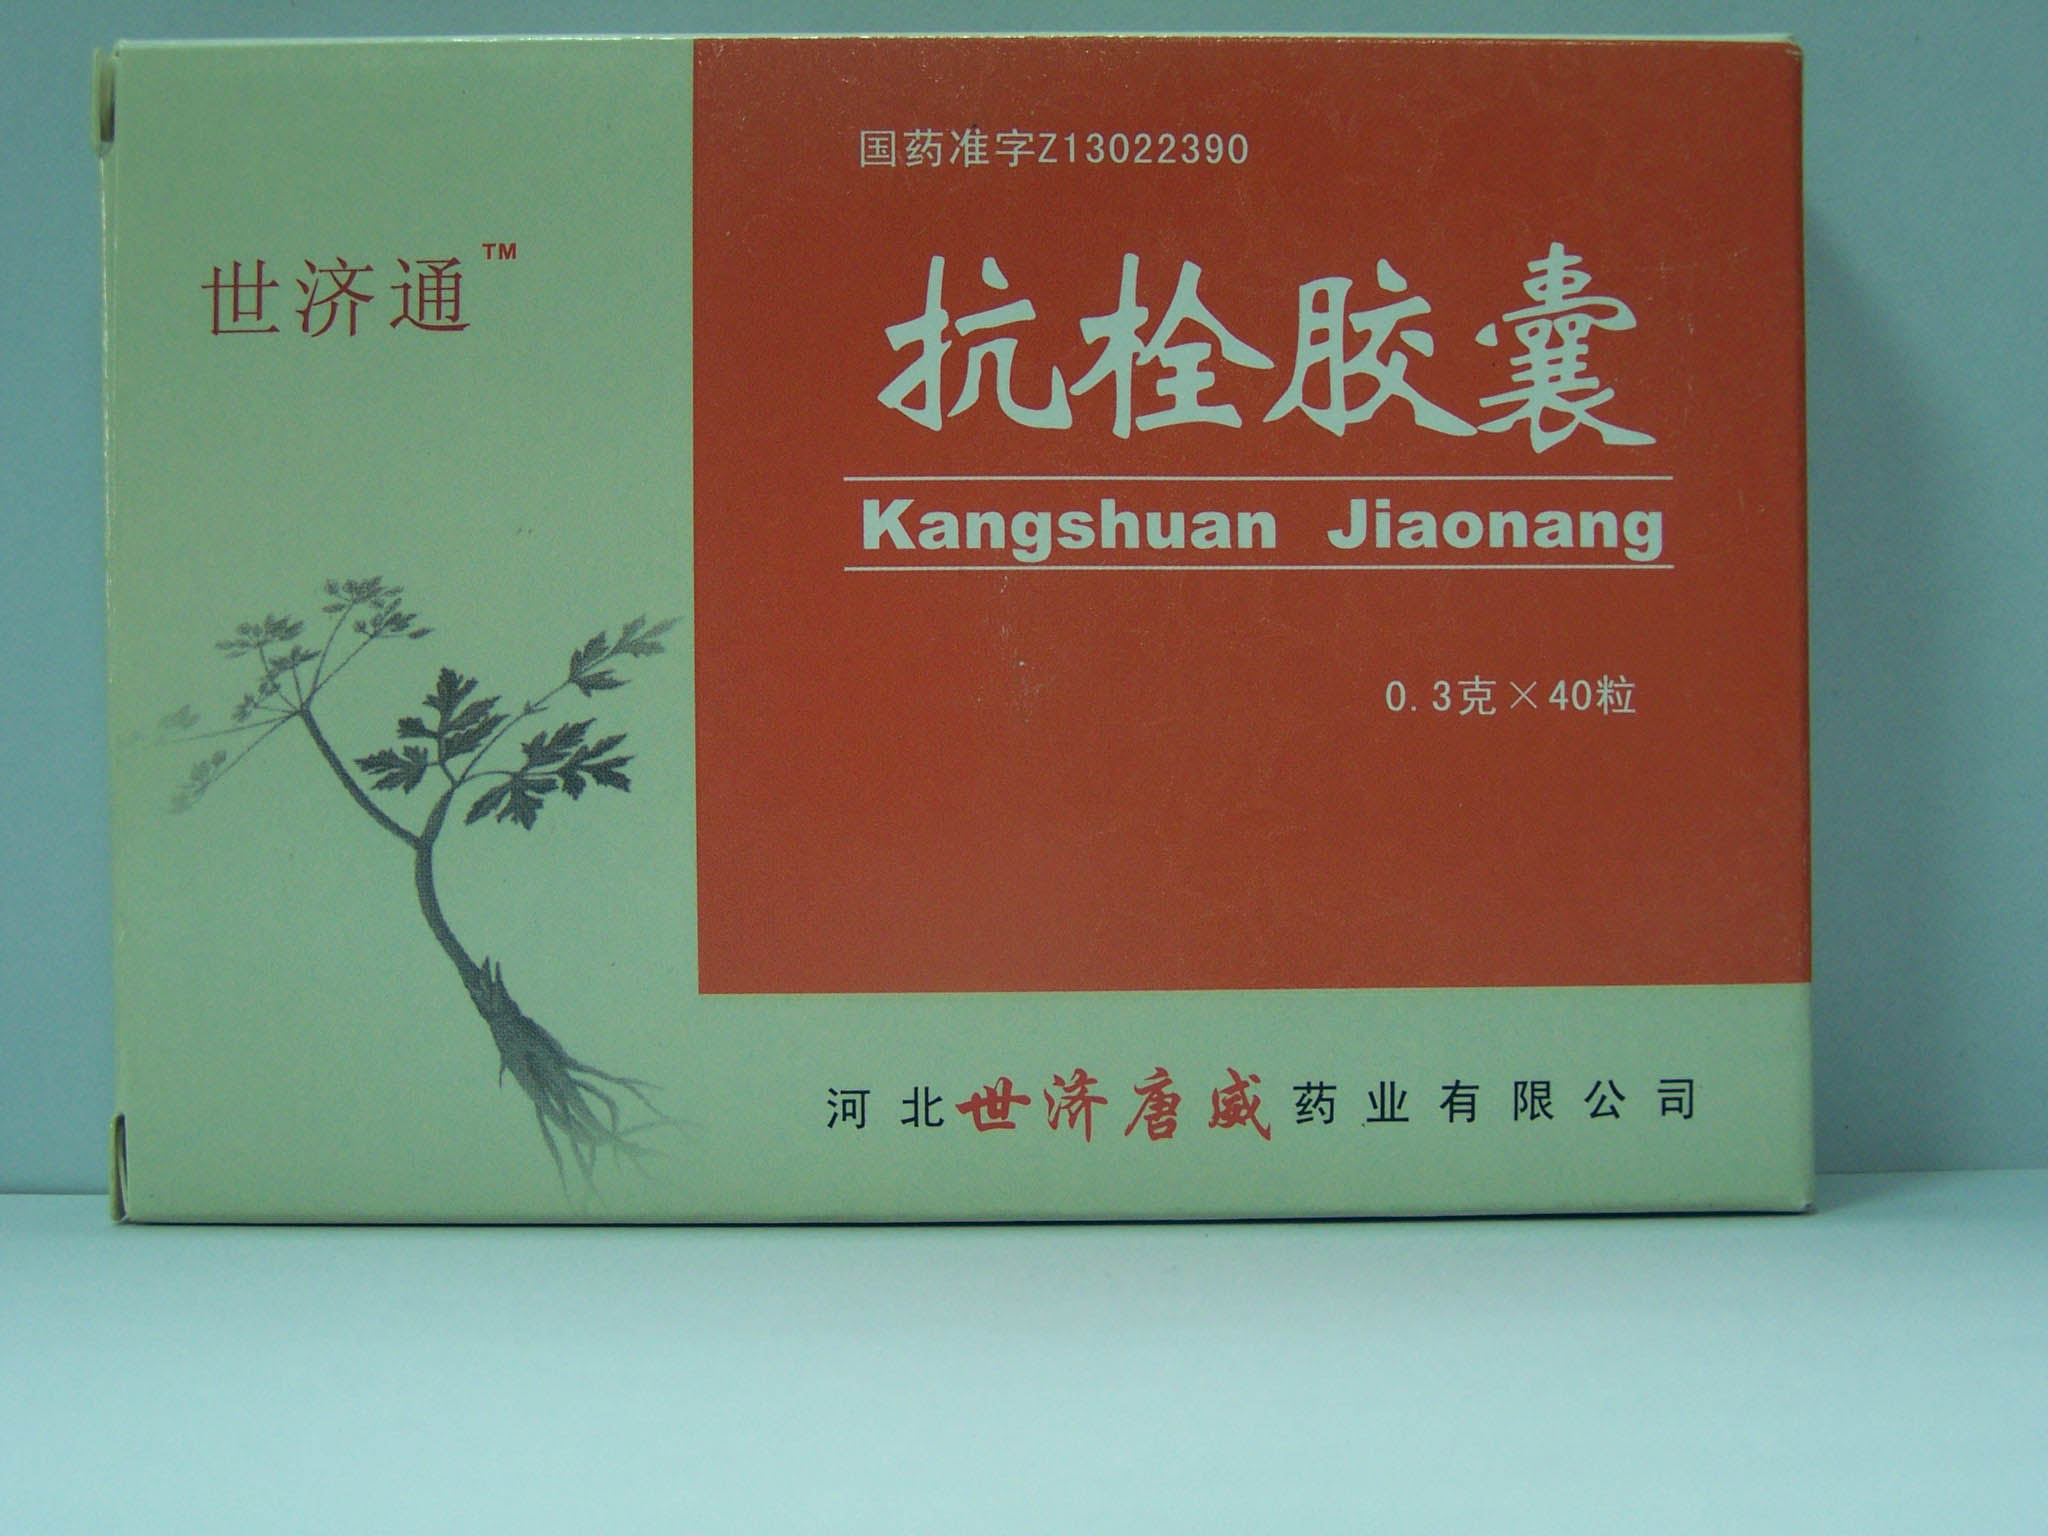 世济通™
国药准字Z13022390
抗栓胶囊
Kangshuan Jiaonang
0.3克×40粒
河北世济唐威药业有限公司